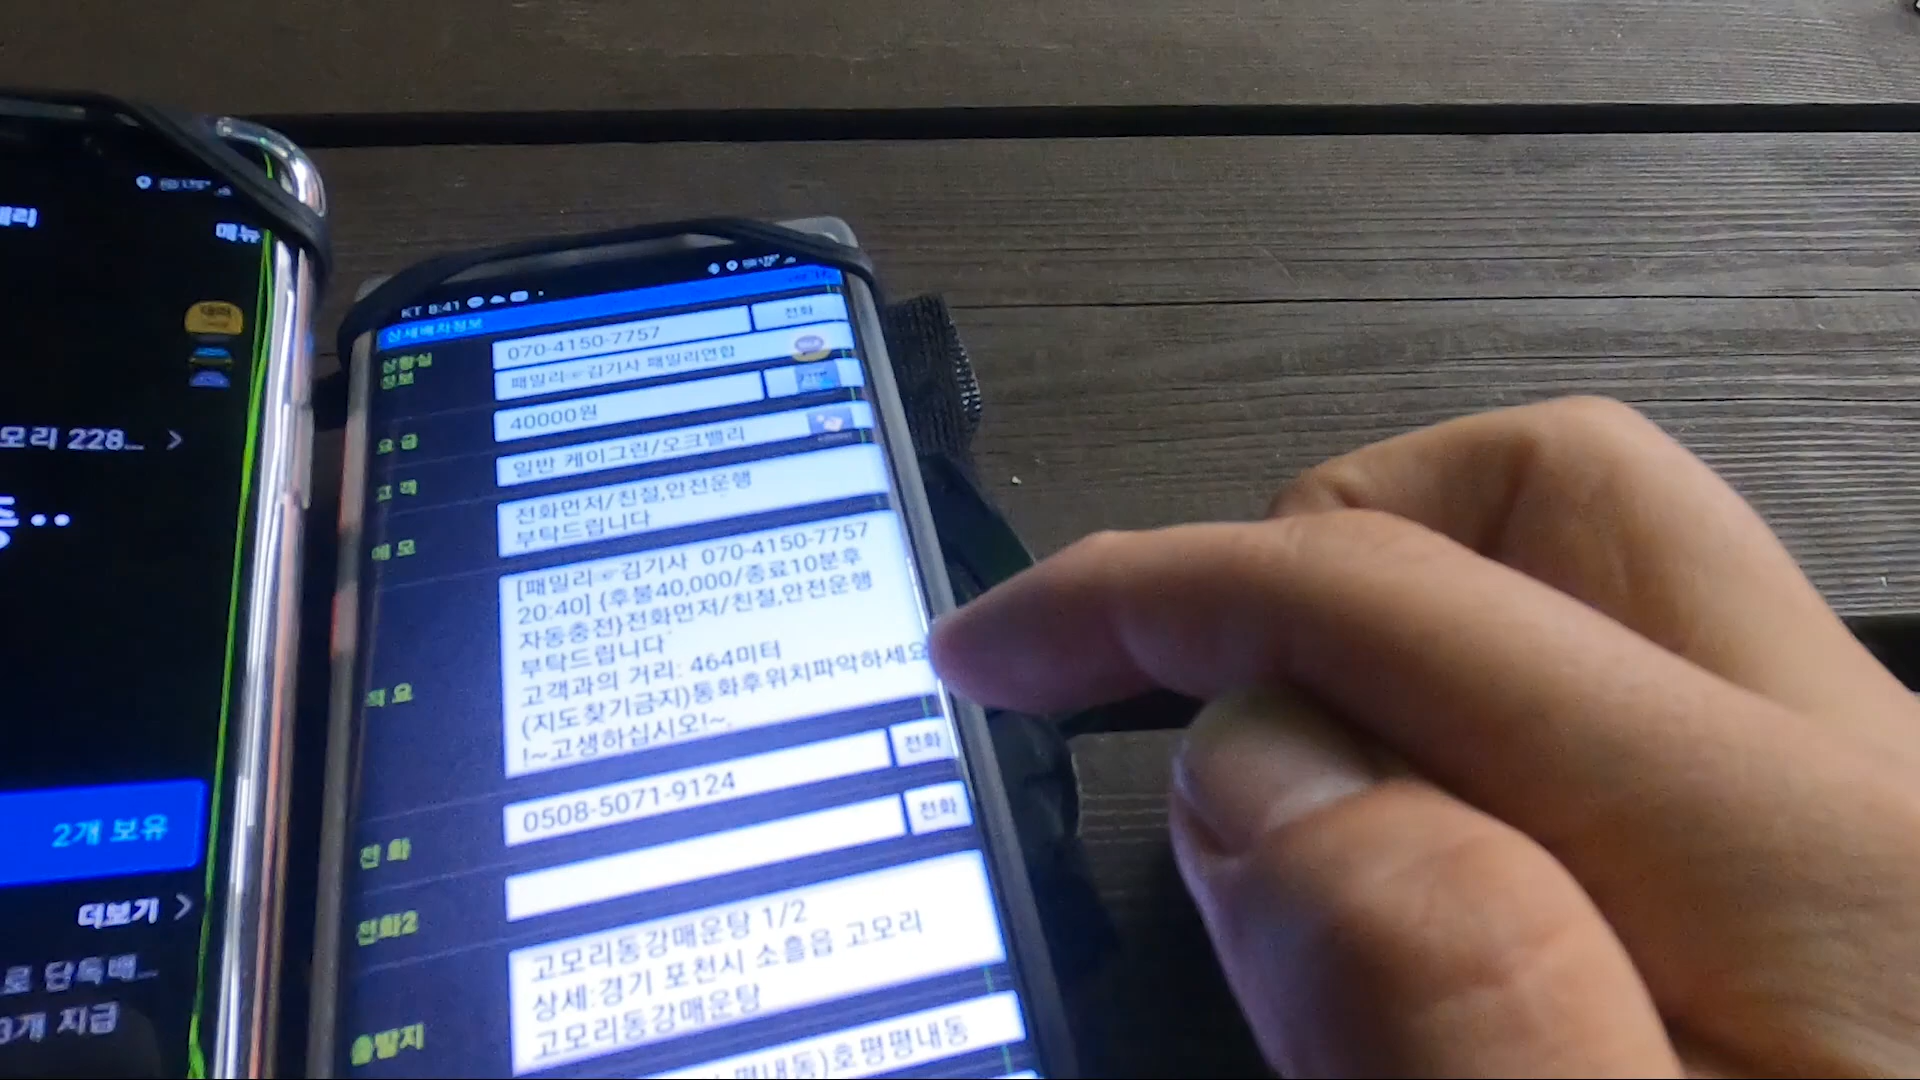 메뉴
모리 228...
2개 보유
더보기
로 단독배...
3개 지급
KT 8:41
상세배차정보
상황실
정보
070-4150-7757
전화
패밀리☞김기사 패밀리연합
요금
40000원
고객
일반 케이그린/오크밸리
메모
전화먼저/친절,안전운행
부탁드립니다
적요
[패밀리☞김기사 070-4150-7757
20:40] {후불40,000/종료10분후
자동충전}전화먼저/친절,안전운행
부탁드립니다
고객과의 거리: 464미터
(지도찾기금지)통화후위치파악하세요
!~고생하십시오!~.
전화
0508-5071-9124
전화
전화2
전화
출발지
고모리동강매운탕 1/2
상세:경기 포천시 소흘읍 고모리
고모리동강매운탕
평내동)호평평내동